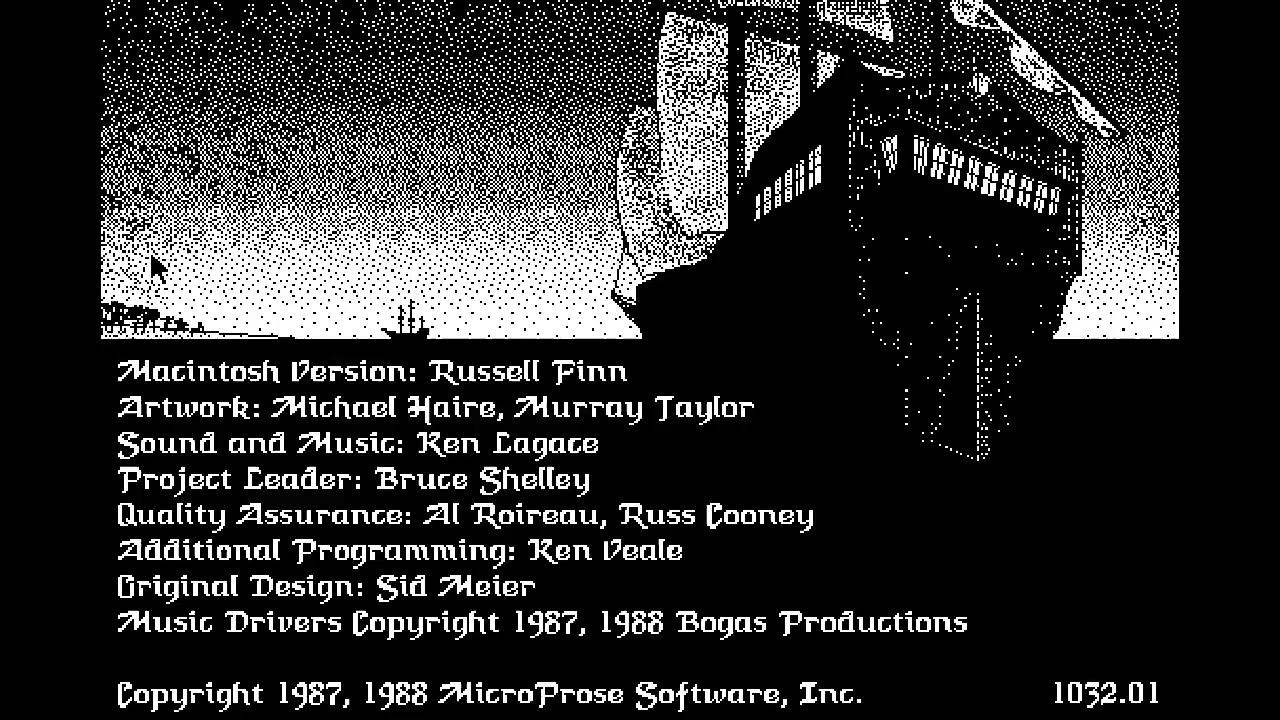 Macintosh Version: Russell Finn
Artwork: Michael Haire, Murray Taylor
Sound and Music: Ken Lagace
Project Leader: Bruce Shelley
Quality Assurance: Al Roireau, Russ Cooney
Additional Programming: Ken Veale
Original Design: Sid Meier
Music Drivers Copyright 1987, 1988 Bogas Productions
Copyright 1987, 1988 MicroProse Software, Inc. 1032.01